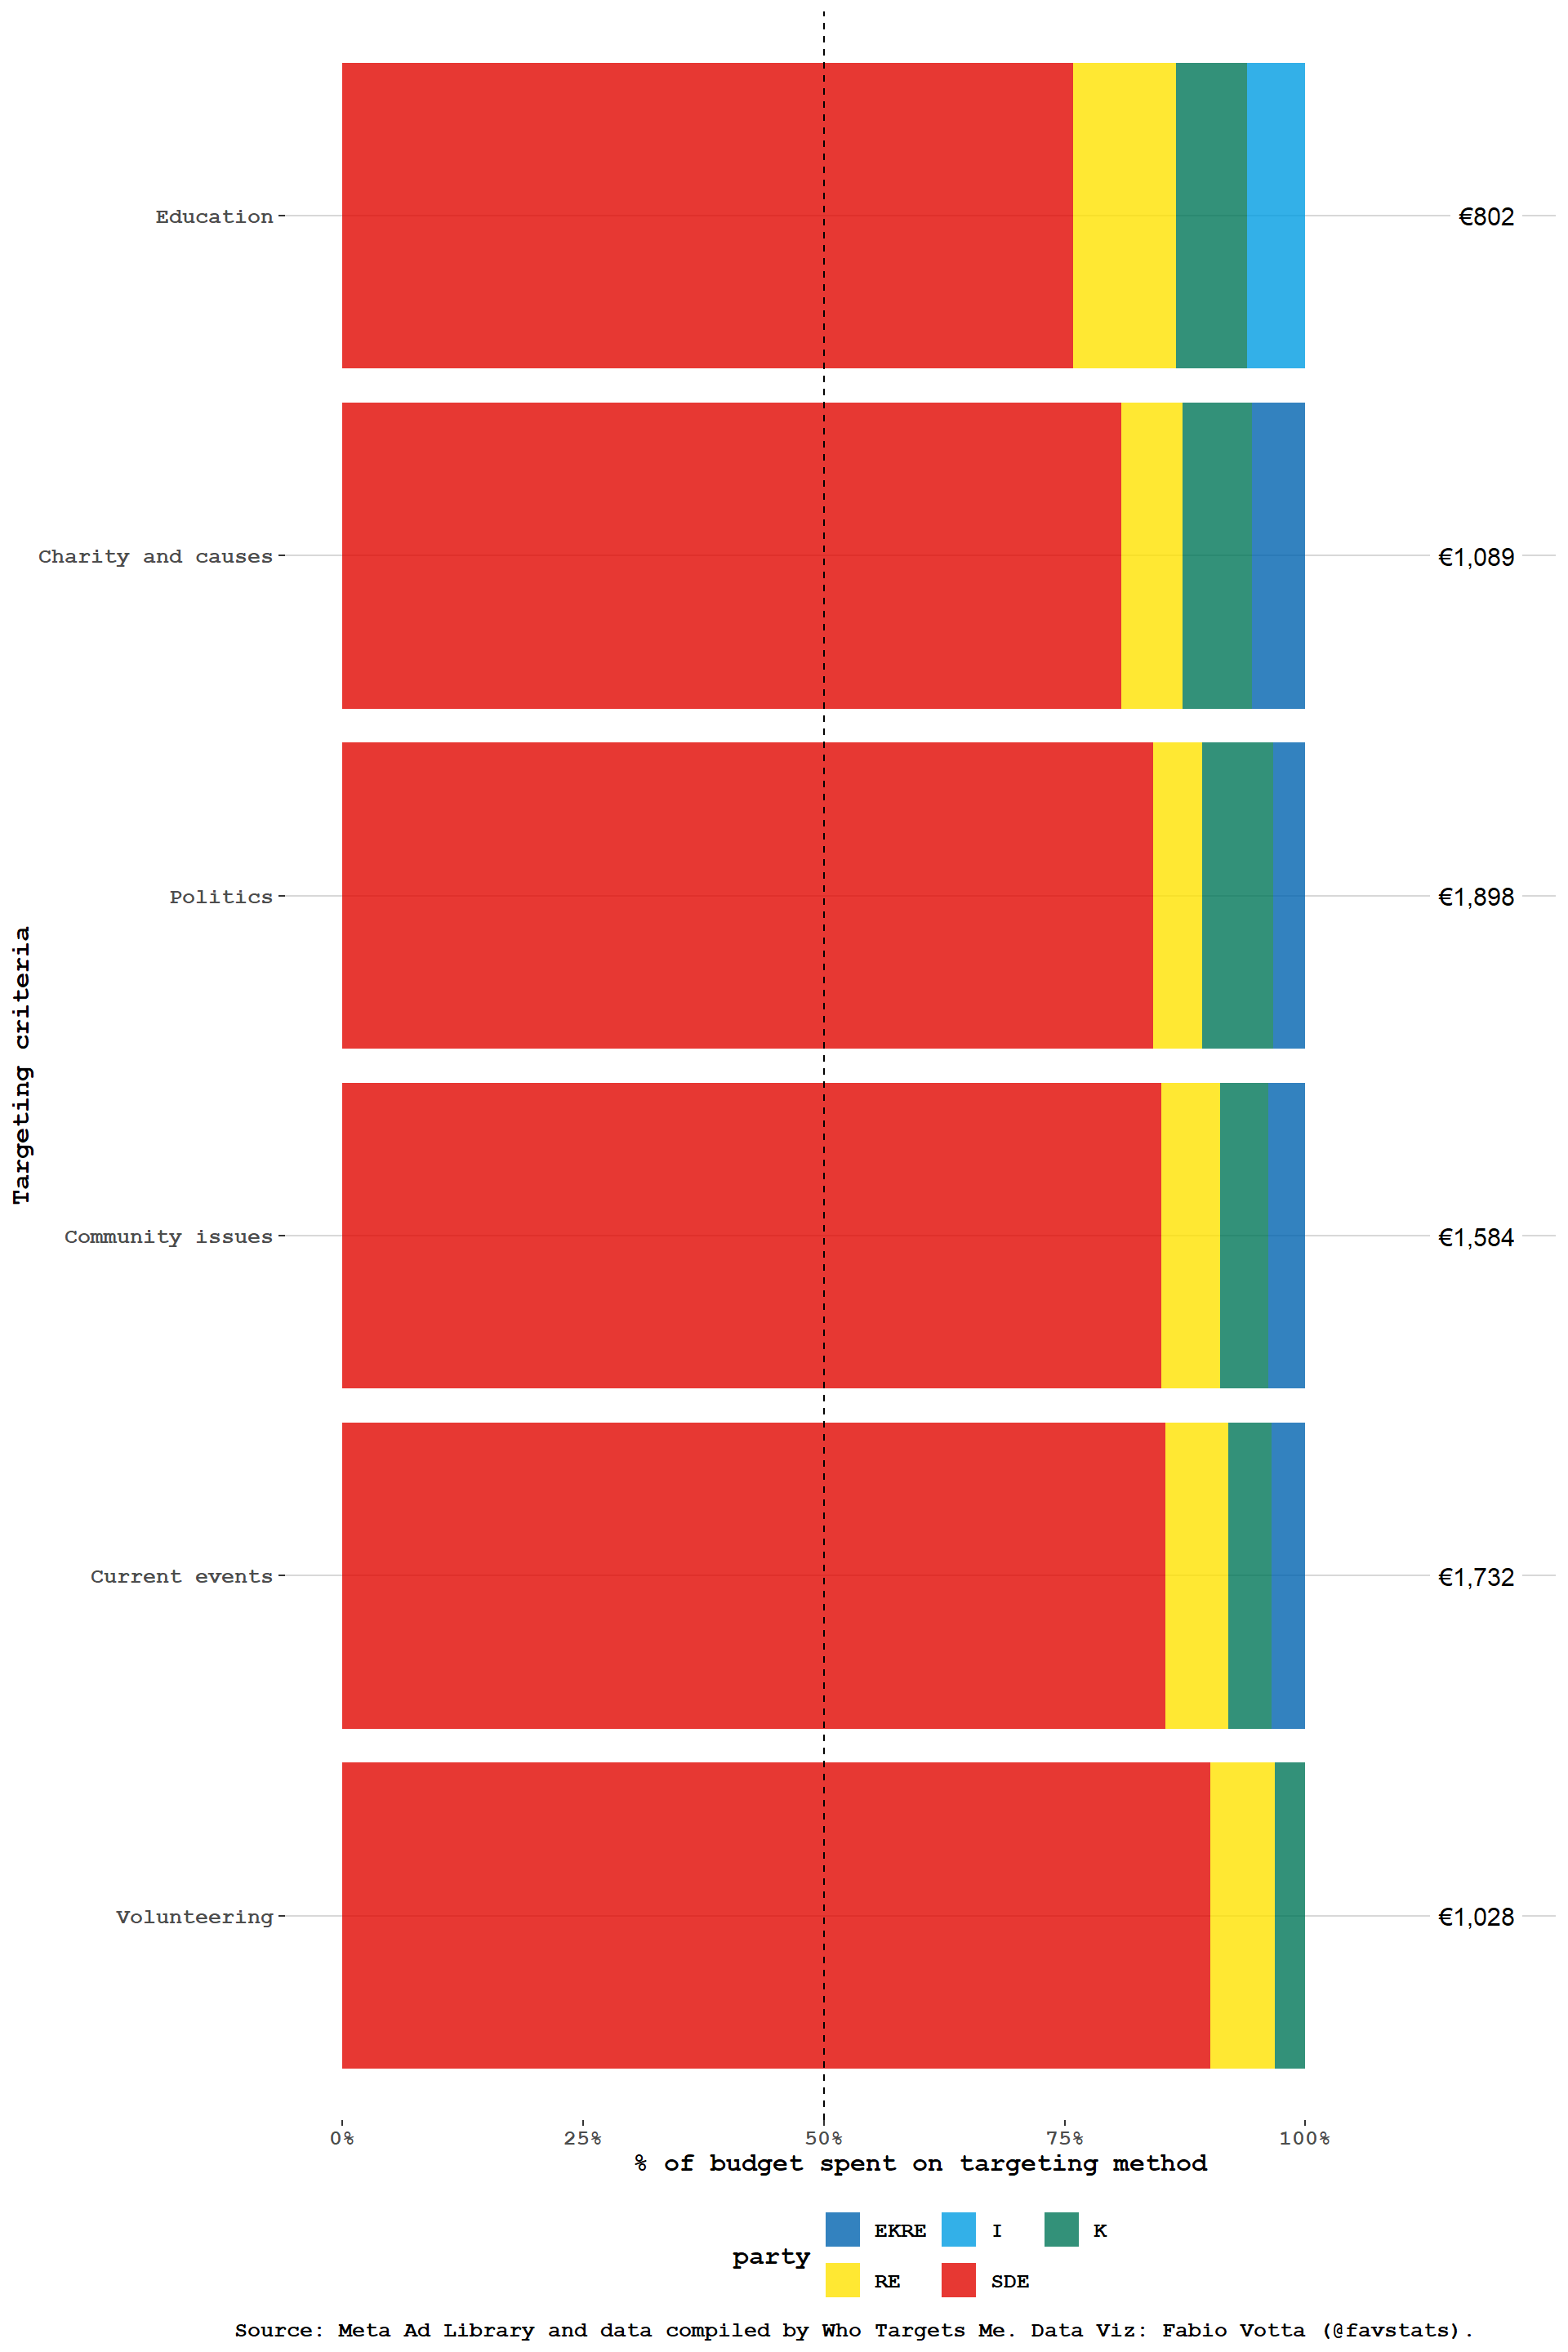 Education
€802
Charity and causes
€1,089
Politics
€1,898
Targeting criteria
Community issues
€1,584
Current events
€1,732
Volunteering
€1,028
0% 25% 50% 75% 100%
% of budget spent on targeting method
party
EKRE I K
RE SDE
Source: Meta Ad Library and data compiled by Who Targets Me. Data Viz: Fabio Votta (@favstats).